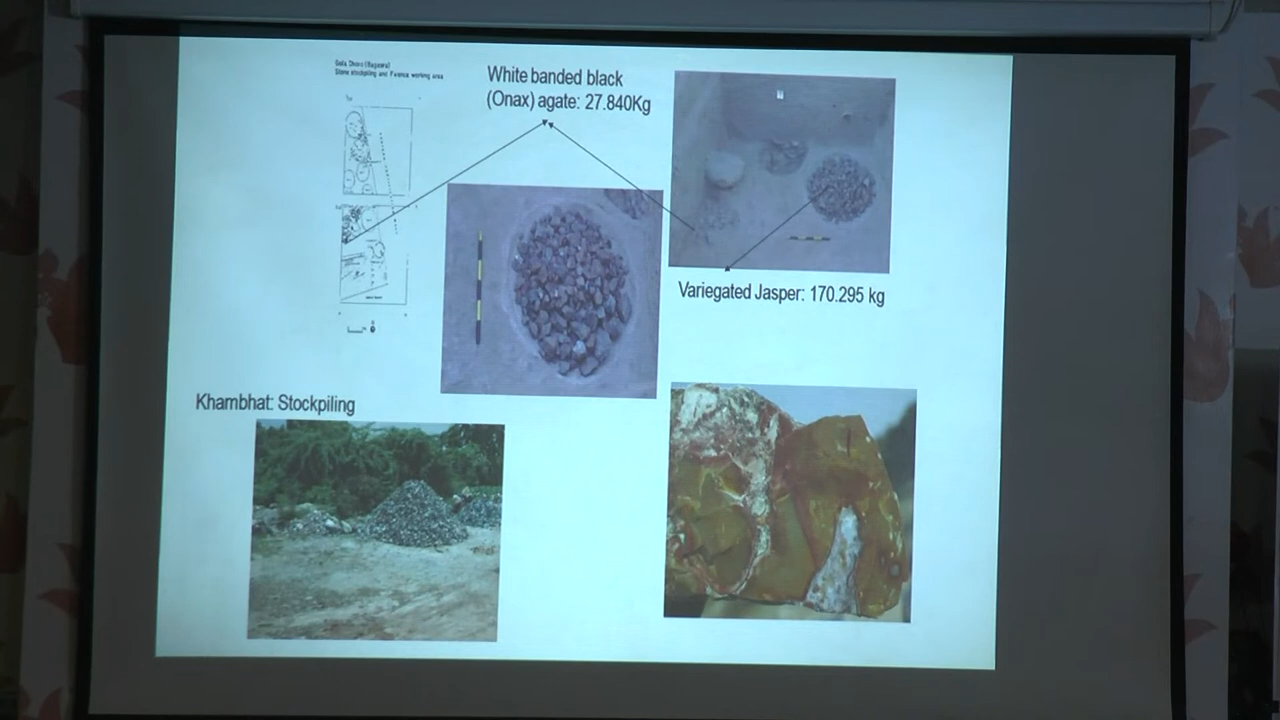 Gola Dhoro (Bagasra)
Stone stockpiling and Faience working area
White banded black
(Onax) agate: 27.840Kg
Variegated Jasper: 170.295 kg
Khambhat: Stockpiling